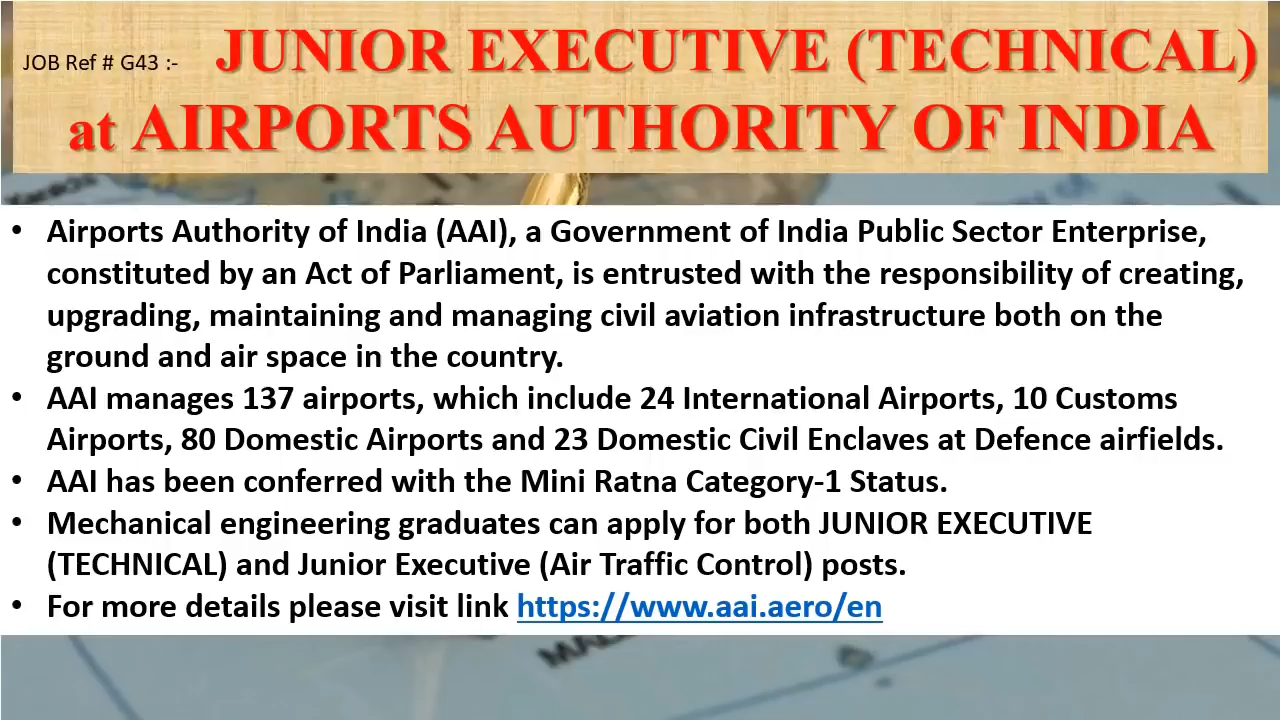 JOB Ref # G43 :- JUNIOR EXECUTIVE (TECHNICAL)
at AIRPORTS AUTHORITY OF INDIA
• Airports Authority of India (AAI), a Government of India Public Sector Enterprise,
constituted by an Act of Parliament, is entrusted with the responsibility of creating,
upgrading, maintaining and managing civil aviation infrastructure both on the
ground and air space in the country.
• AAI manages 137 airports, which include 24 International Airports, 10 Customs
Airports, 80 Domestic Airports and 23 Domestic Civil Enclaves at Defence airfields.
• AAI has been conferred with the Mini Ratna Category-1 Status.
• Mechanical engineering graduates can apply for both JUNIOR EXECUTIVE
(TECHNICAL) and Junior Executive (Air Traffic Control) posts.
• For more details please visit link https://www.aai.aero/en